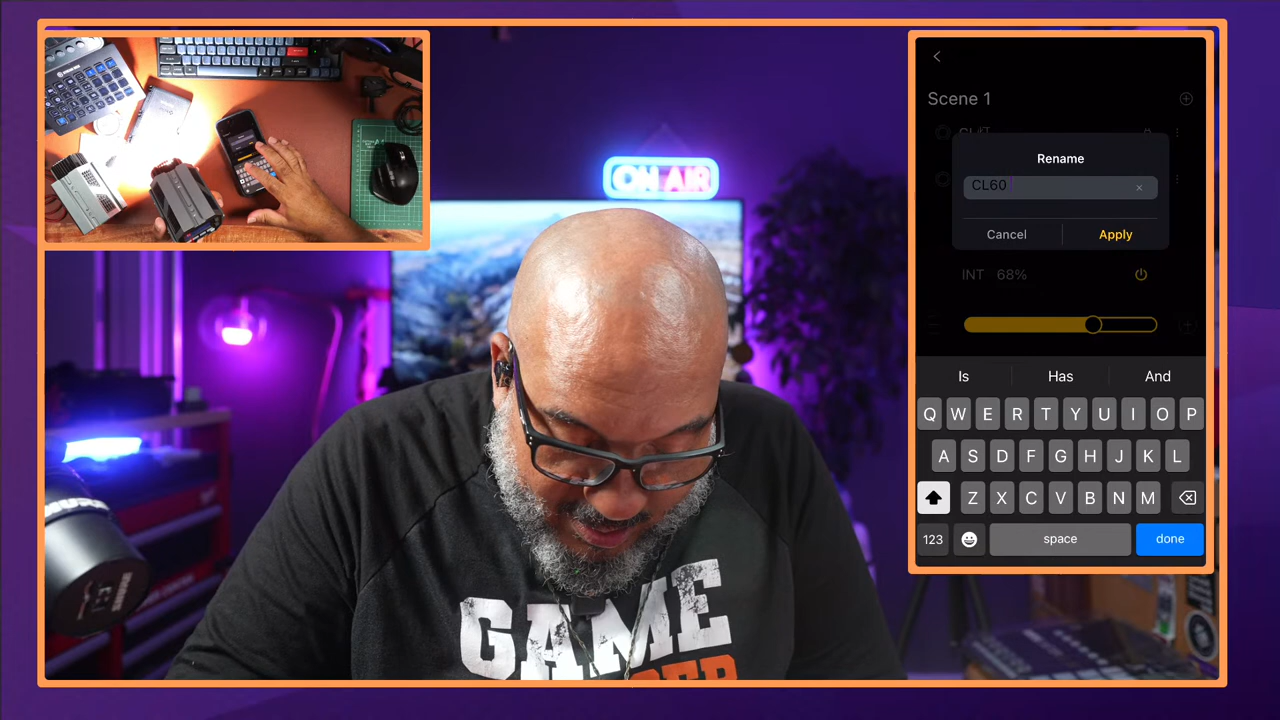 ON AIR
Scene 1
Rename
CL60
Cancel
Apply
INT 68%
Is
Has
And
Q W E R T Y U I O P
A S D F G H J K L
Z X C V B N M
123
space
done
GAME